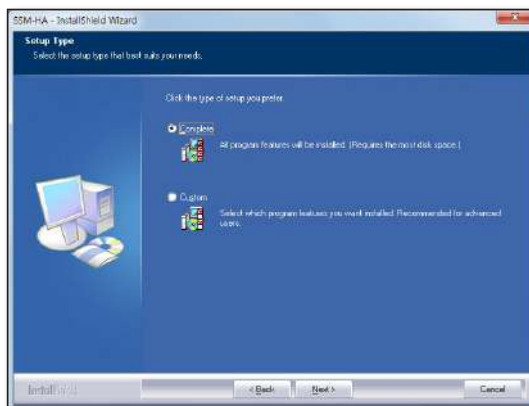 SSM-HA - InstallShield Wizard
Setup Type
Select the setup type that best suits your needs.
Click the type of setup you prefer.
Complete
All program features will be installed. (Requires the most disk space.)
Custom
Select which program features you want installed. Recommended for advanced
users.
InstallShield
< Back
Next >
Cancel